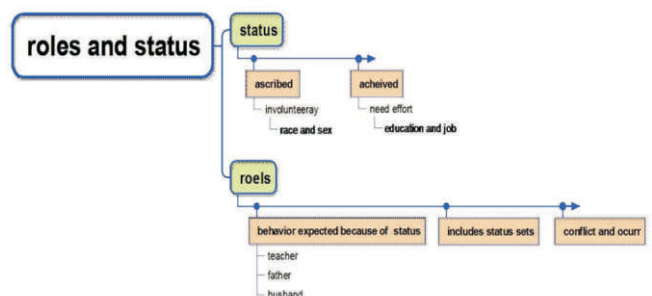 roles and status
status
ascribed
involunteeray
race and sex
acheived
need effort
education and job
roels
behavior expected because of status
teacher
father
husband
includes status sets
conflict and ocurr